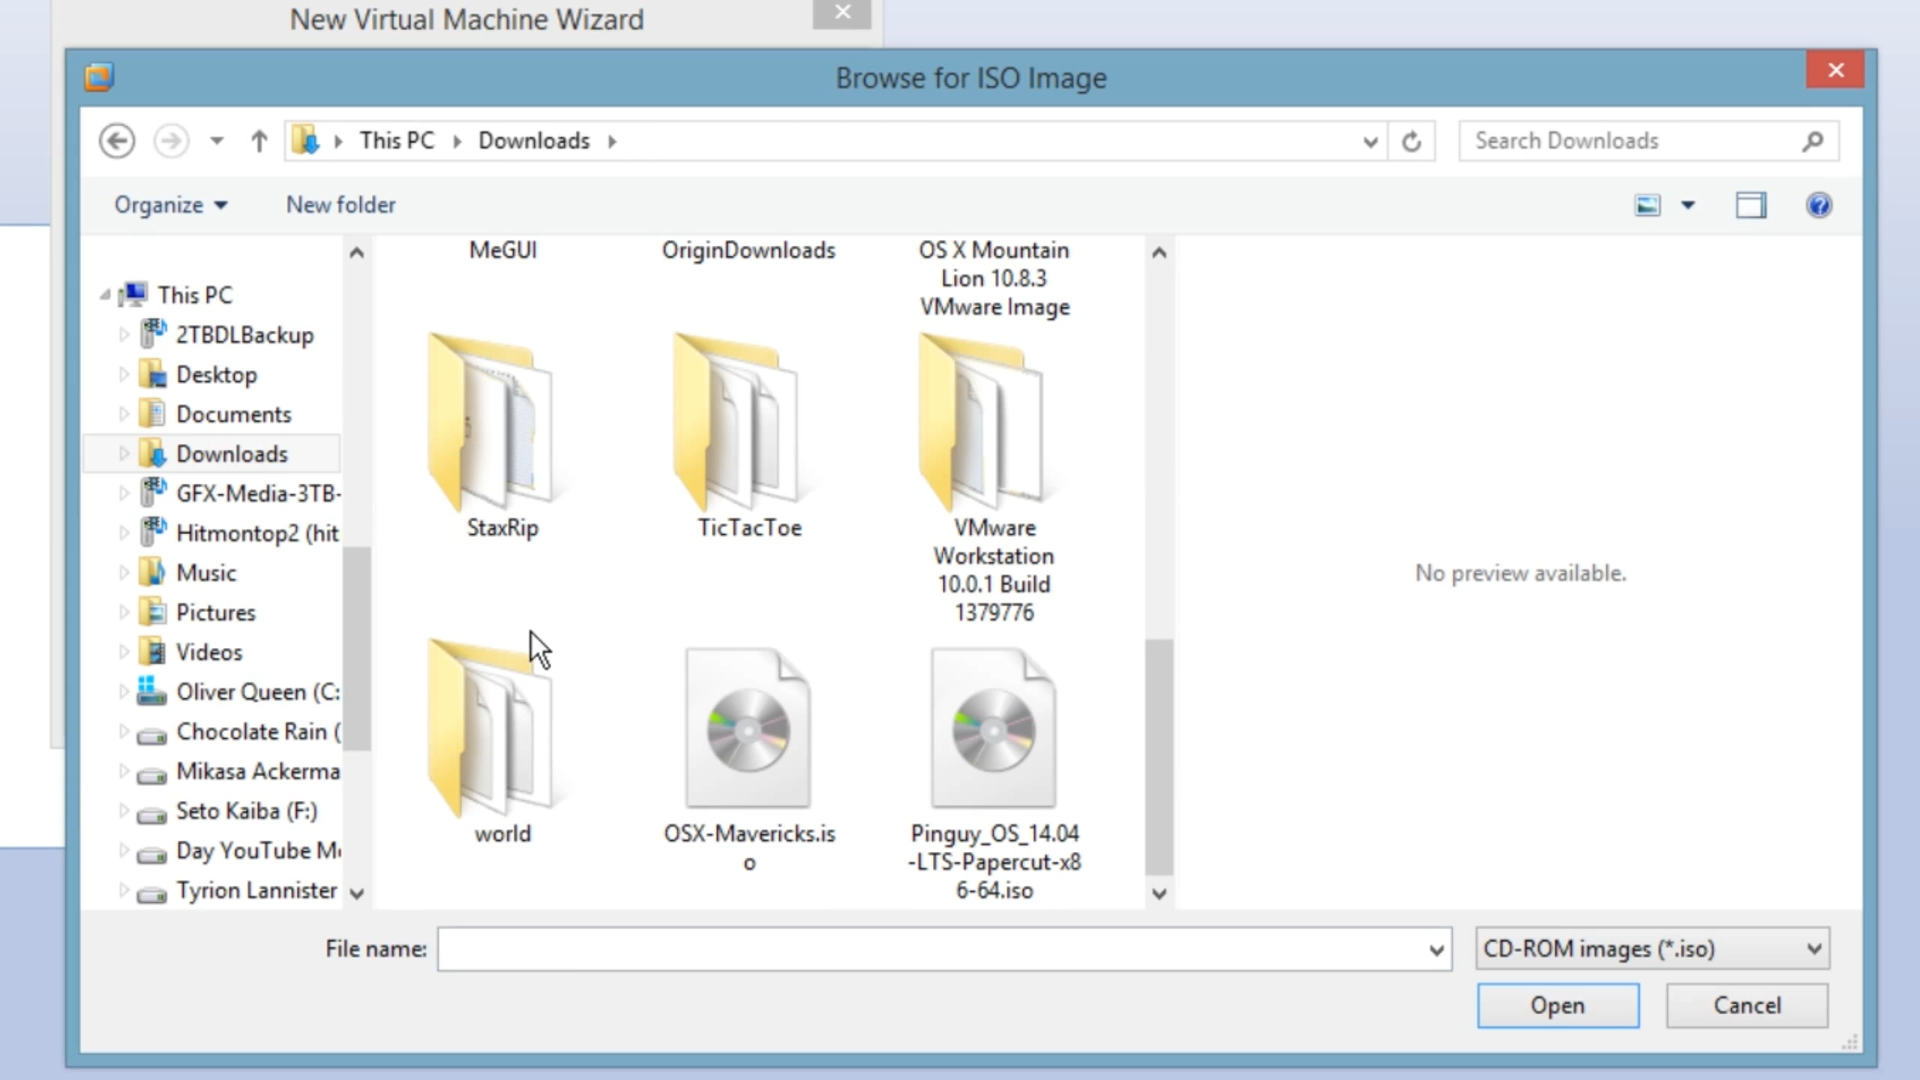 New Virtual Machine Wizard
Browse for ISO Image
This PC
Downloads
Search Downloads
Organize
New folder
This PC
2TBDLBackup
Desktop
Documents
Downloads
GFX-Media-3TB-
Hitmontop2 (hit
Music
Pictures
Videos
Oliver Queen (C:
Chocolate Rain (
Mikasa Ackerma
Seto Kaiba (F:)
Day YouTube M
Tyrion Lannister
MeGUI
OriginDownloads
OS X Mountain
Lion 10.8.3
VMware Image
StaxRip
TicTacToe
VMware
Workstation
10.0.1 Build
1379776
world
OSX-Mavericks.is
o
Pinguy_OS_14.04
-LTS-Papercut-x8
6-64.iso
No preview available.
File name:
CD-ROM images (*.iso)
Open
Cancel